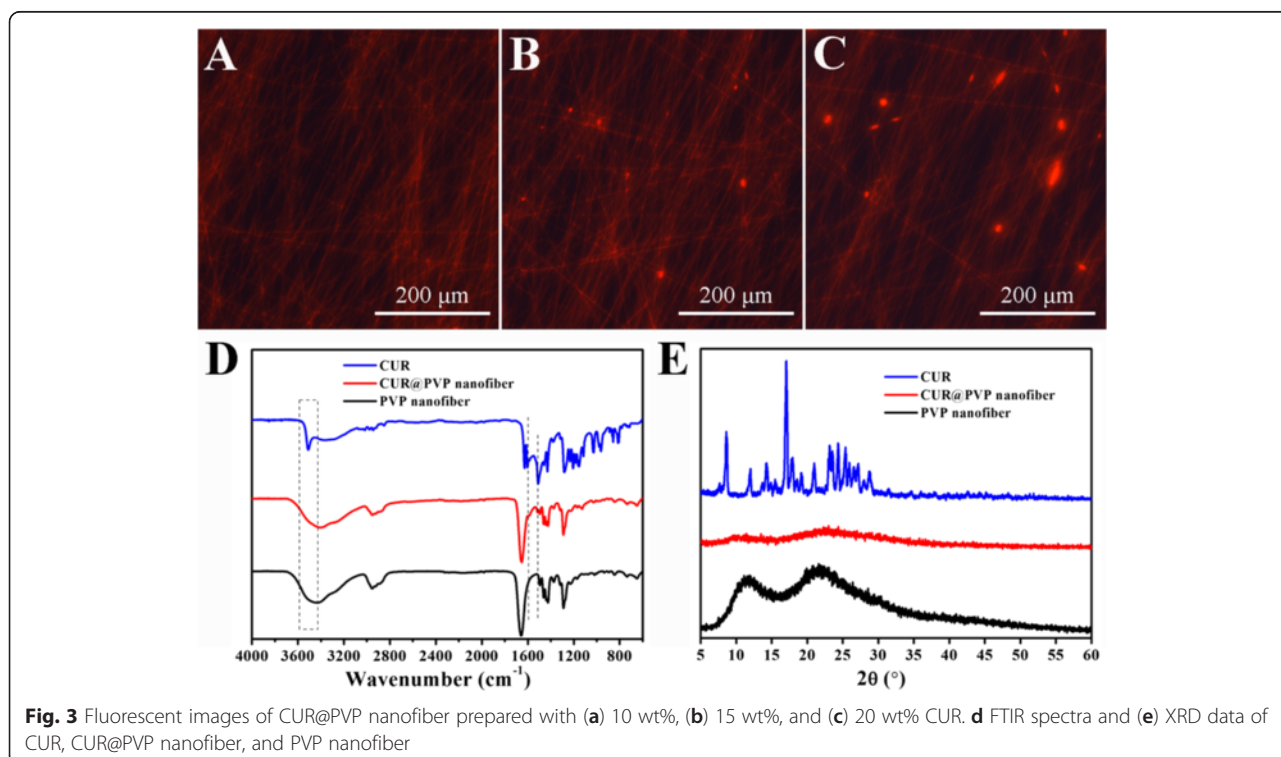 A
B
C
200 μm
200 μm
200 μm
D
CUR
CUR@PVP nanofiber
PVP nanofiber
4000 3600 3200 2800 2400 2000 1600 1200 800
Wavenumber (cm⁻¹)
E
CUR
CUR@PVP nanofiber
PVP nanofiber
5 10 15 20 25 30 35 40 45 50 55 60
2θ (°)
Fig. 3 Fluorescent images of CUR@PVP nanofiber prepared with (a) 10 wt%, (b) 15 wt%, and (c) 20 wt% CUR. d FTIR spectra and (e) XRD data of
CUR, CUR@PVP nanofiber, and PVP nanofiber